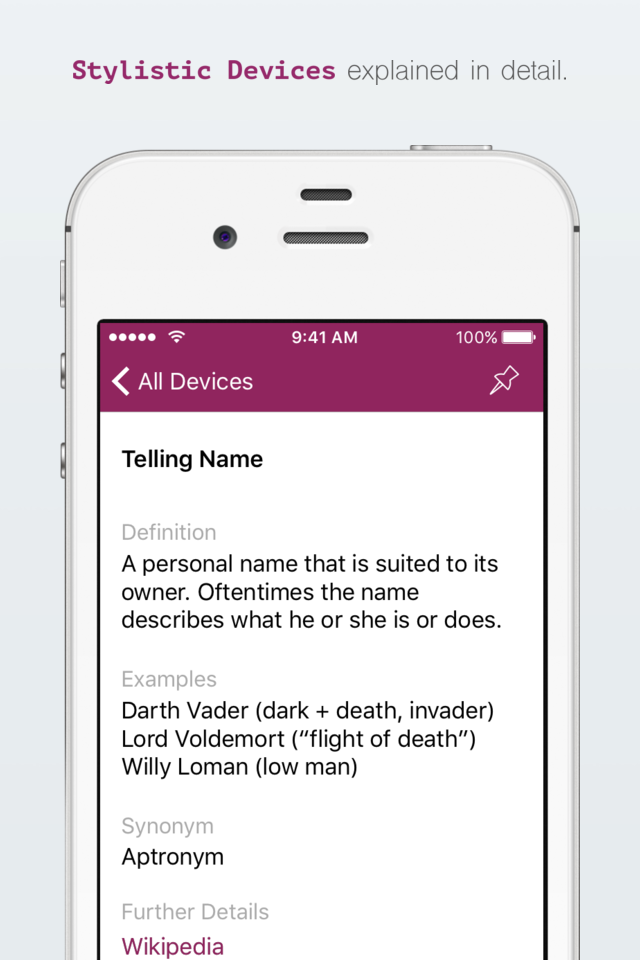 Stylistic Devices explained in detail.
9:41 AM
100%
All Devices
Telling Name
Definition
A personal name that is suited to its
owner. Oftentimes the name
describes what he or she is or does.
Examples
Darth Vader (dark + death, invader)
Lord Voldemort (“flight of death”)
Willy Loman (low man)
Synonym
Aptronym
Further Details
Wikipedia